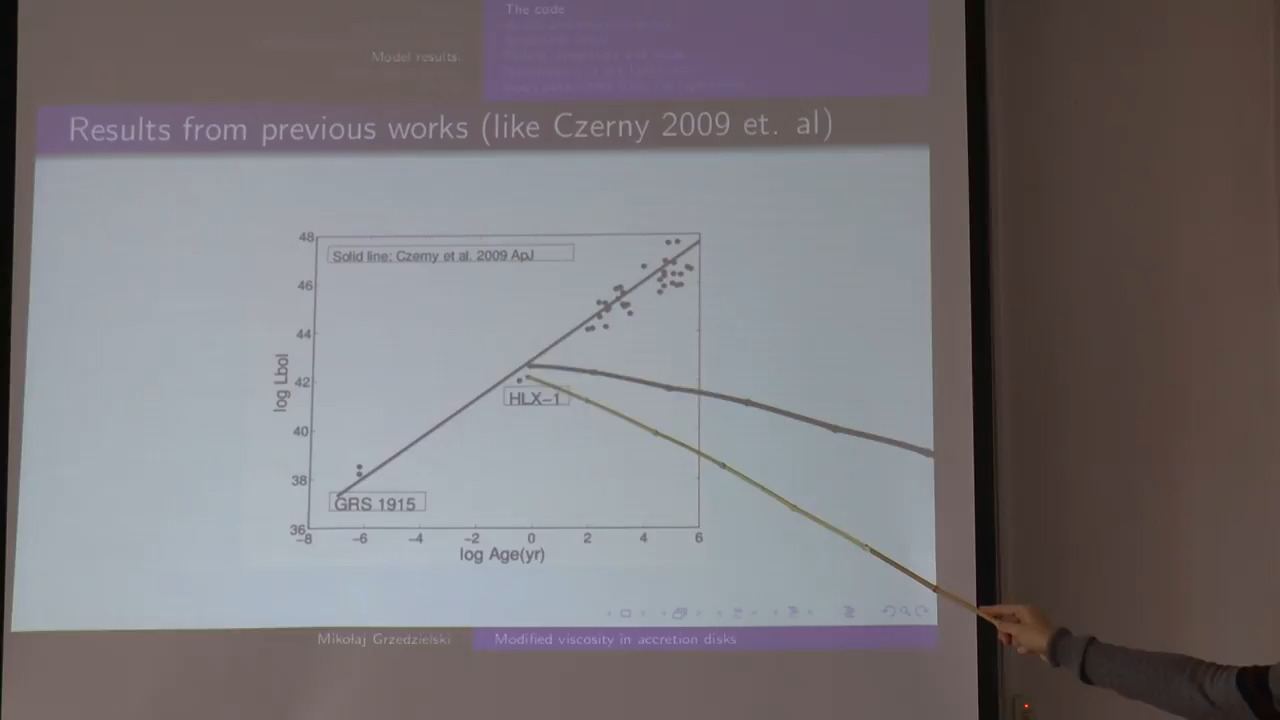 The code
Model results.
Results from previous works (like Czerny 2009 et. al)
48
Solid line: Czerny et al. 2009 ApJ
46
44
log Lbol
42
HLX-1
40
38
GRS 1915
36
-8 -6 -4 -2 0 2 4 6
log Age(yr)
Mikołaj Grzedzielski
Modified viscosity in accretion disks